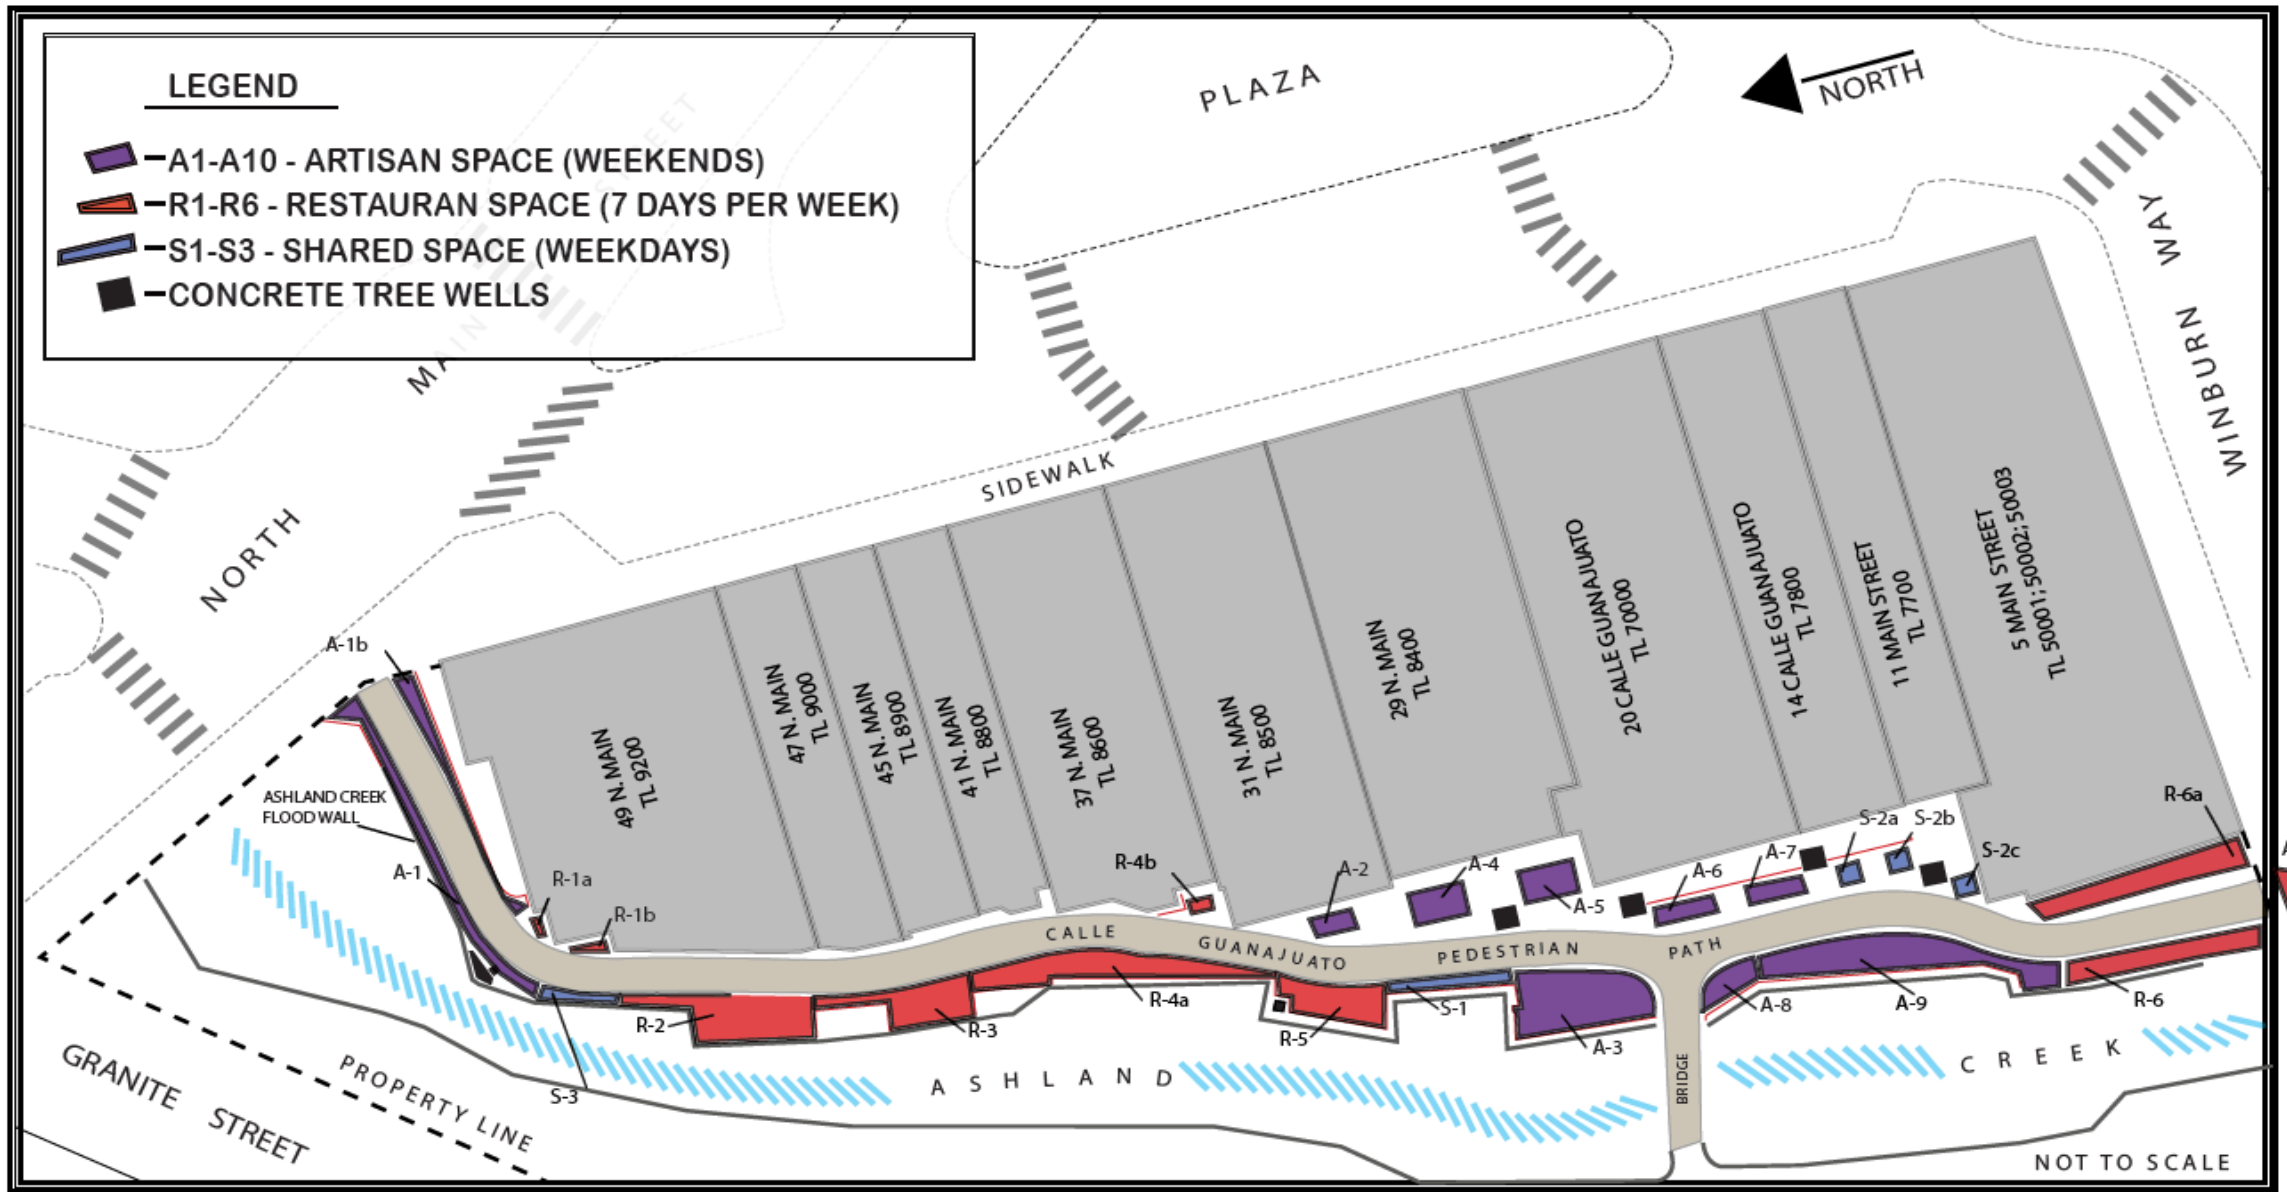 LEGEND
A1-A10 - ARTISAN SPACE (WEEKENDS)
R1-R6 - RESTAURAN SPACE (7 DAYS PER WEEK)
S1-S3 - SHARED SPACE (WEEKDAYS)
CONCRETE TREE WELLS
PLAZA
NORTH
WINBURN WAY
MAIN STREET
NORTH
SIDEWALK
49 N. MAIN
TL 9200
47 N. MAIN
TL 9000
45 N. MAIN
TL 8900
41 N. MAIN
TL 8800
37 N. MAIN
TL 8600
31 N. MAIN
TL 8500
29 N. MAIN
TL 8400
20 CALLE GUANAJUATO
TL 70000
14 CALLE GUANAJUATO
TL 7800
11 MAIN STREET
TL 7700
5 MAIN STREET
TL 50001; 50002; 50003
A-1b
ASHLAND CREEK
FLOOD WALL
A-1
R-1a
R-1b
R-4b
A-2
A-4
A-5
A-6
A-7
S-2a
S-2b
S-2c
R-6a
A
CALLE GUANAJUATO PEDESTRIAN PATH
R-2
R-3
R-4a
R-5
S-1
A-3
A-8
A-9
R-6
S-3
ASHLAND CREEK
BRIDGE
GRANITE STREET
PROPERTY LINE
NOT TO SCALE